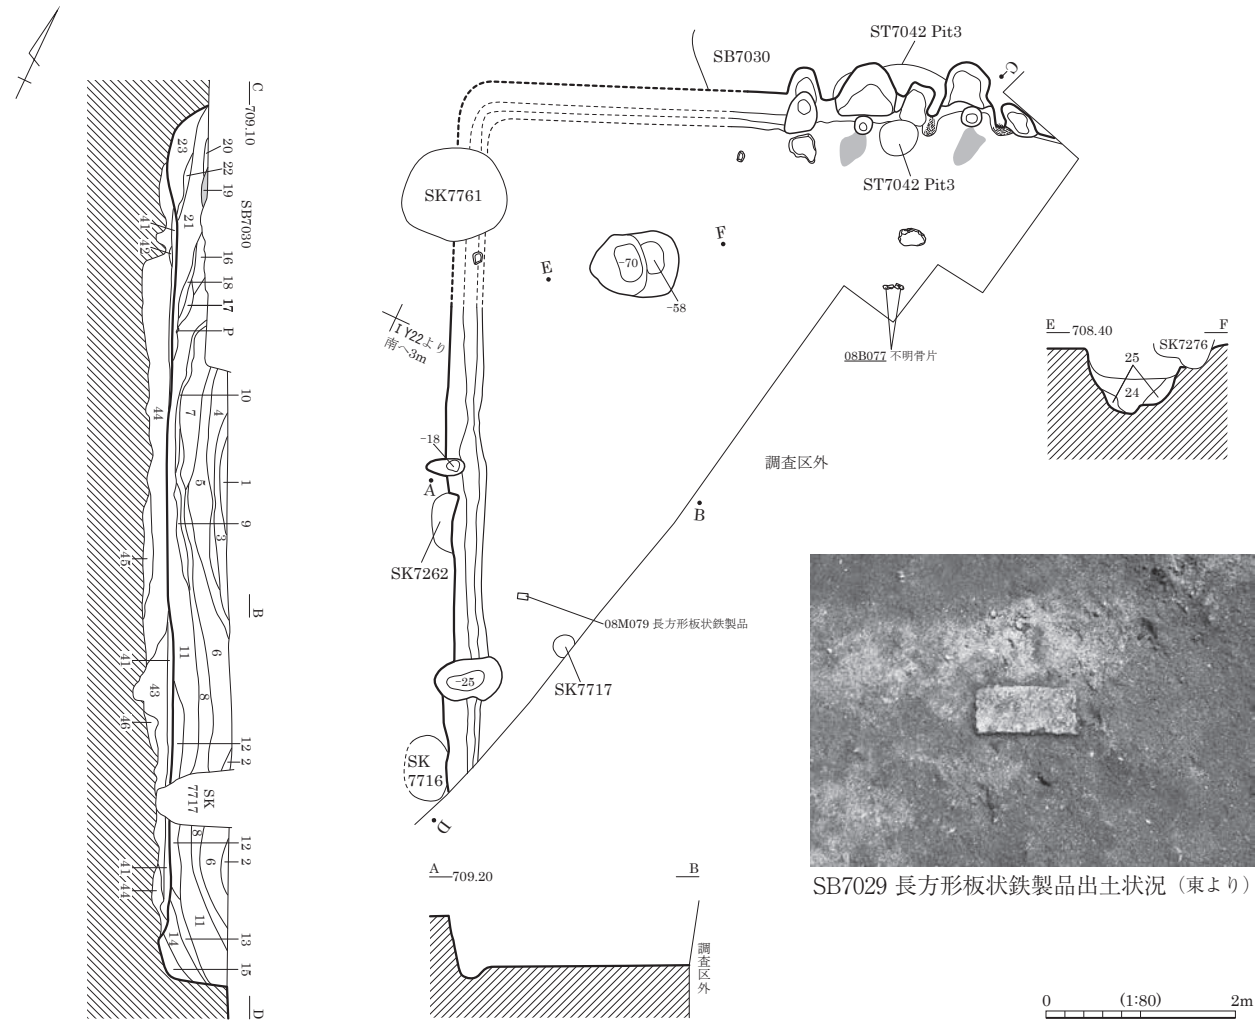 C
709.10
23
20
22
19
SB7030
21
41
42
16
18
17
P
10
44
7
4
5
1
9
3
45
B
11
6
41
43
8
46
12
2
SK
7717
8
12
2
6
41
44
11
14
13
15
D
SB7030
ST7042 Pit3
C
SK7761
ST7042 Pit3
F
E
-70
-58
I Y22より
南へ3m
08B077 不明骨片
E
708.40
F
SK7276
25
24
-18
A
調査区外
B
SK7262
08M079 長方形板状鉄製品
SK7717
-25
SK
7716
D
A
709.20
B
調査区外
SB7029 長方形板状鉄製品出土状況（東より）
0
(1:80)
2m